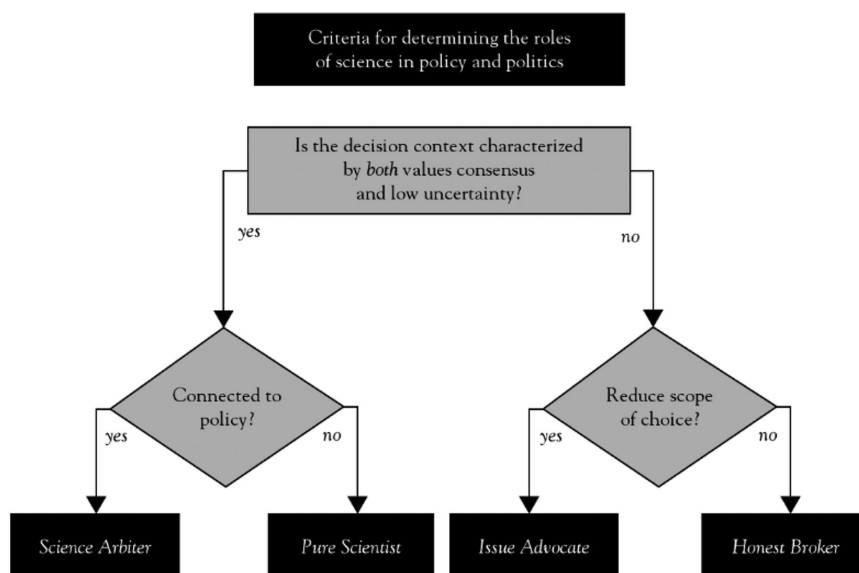 Criteria for determining the roles
of science in policy and politics
Is the decision context characterized
by both values consensus
and low uncertainty?
yes
no
Connected to
policy?
yes
no
Reduce scope
of choice?
yes
no
Science Arbiter
Pure Scientist
Issue Advocate
Honest Broker